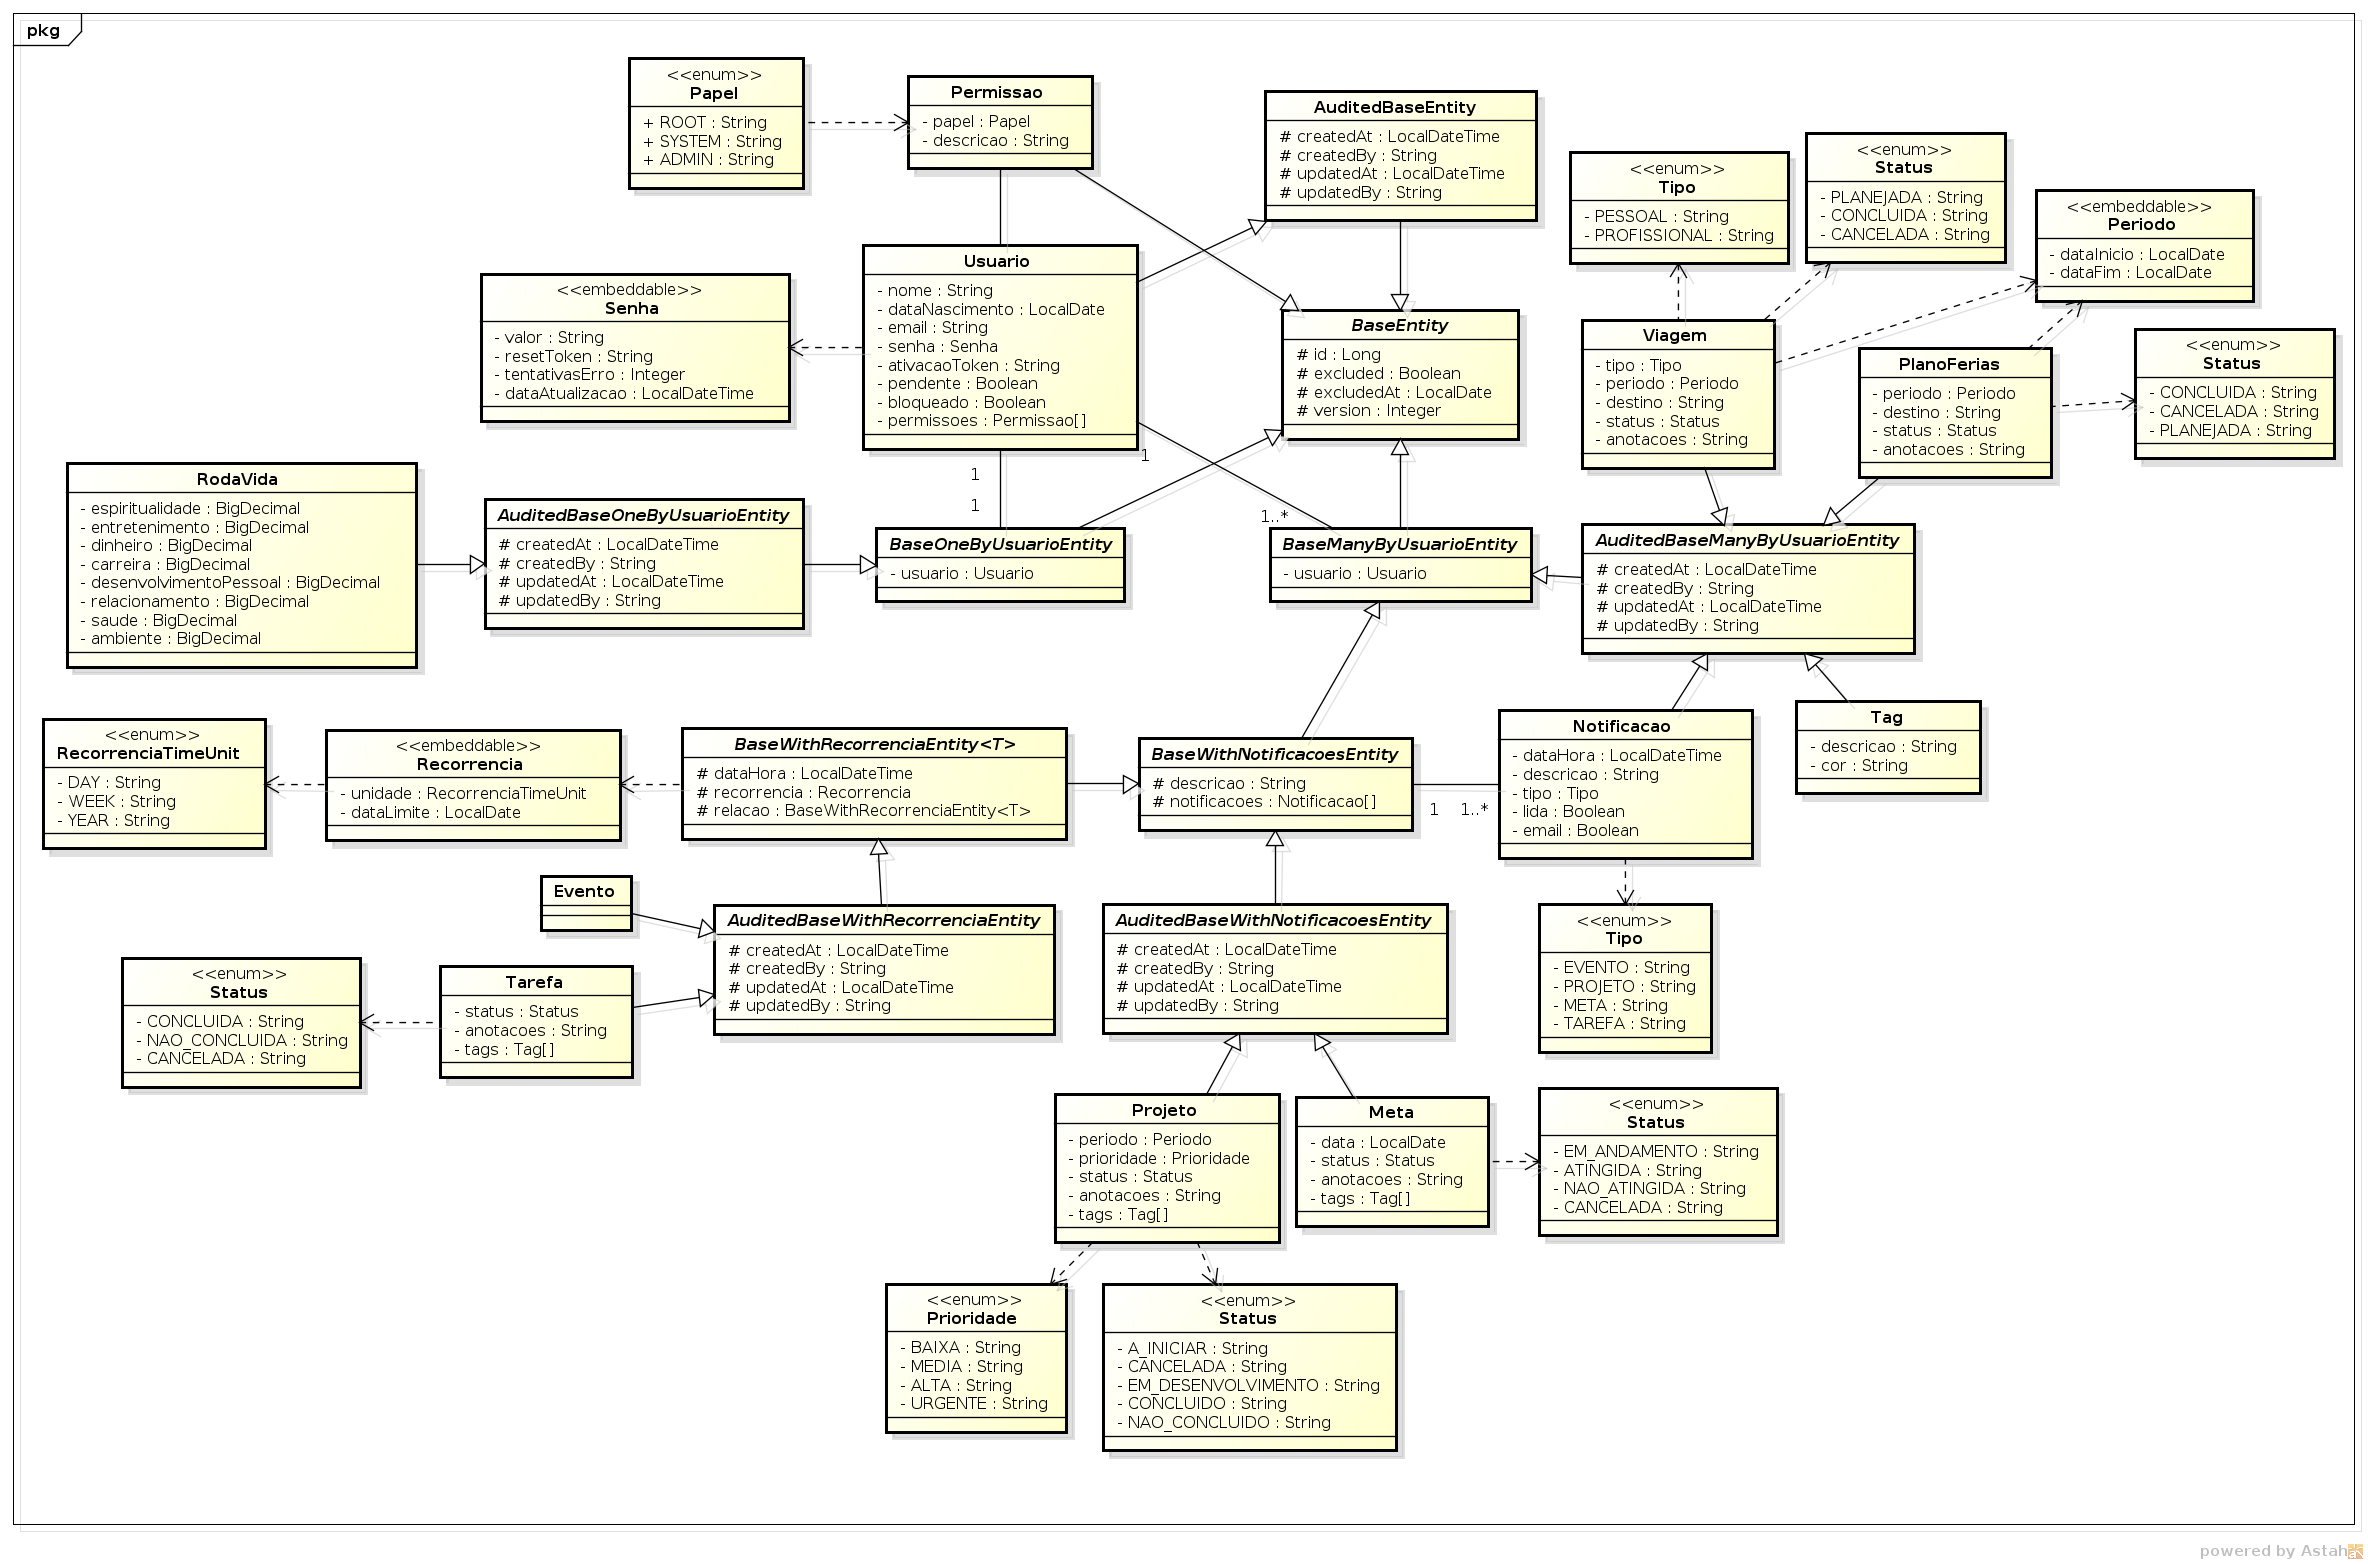 pkg
<<enum>>
Papel
+ ROOT : String
+ SYSTEM : String
+ ADMIN : String
Permissao
- papel : Papel
- descricao : String
AuditedBaseEntity
# createdAt : LocalDateTime
# createdBy : String
# updatedAt : LocalDateTime
# updatedBy : String
<<enum>>
Tipo
- PESSOAL : String
- PROFISSIONAL : String
<<enum>>
Status
- PLANEJADA : String
- CONCLUIDA : String
- CANCELADA : String
<<embeddable>>
Periodo
- dataInicio : LocalDate
- dataFim : LocalDate
<<embeddable>>
Senha
- valor : String
- resetToken : String
- tentativasErro : Integer
- dataAtualizacao : LocalDateTime
Usuario
- nome : String
- dataNascimento : LocalDate
- email : String
- senha : Senha
- ativacaoToken : String
- pendente : Boolean
- bloqueado : Boolean
- permissoes : Permissao[]
BaseEntity
# id : Long
# excluded : Boolean
# excludedAt : LocalDate
# version : Integer
Viagem
- tipo : Tipo
- periodo : Periodo
- destino : String
- status : Status
- anotacoes : String
PlanoFerias
- periodo : Periodo
- destino : String
- status : Status
- anotacoes : String
<<enum>>
Status
- CONCLUIDA : String
- CANCELADA : String
- PLANEJADA : String
1
1
1
1..*
RodaVida
- espiritualidade : BigDecimal
- entretenimento : BigDecimal
- dinheiro : BigDecimal
- carreira : BigDecimal
- desenvolvimentoPessoal : BigDecimal
- relacionamento : BigDecimal
- saude : BigDecimal
- ambiente : BigDecimal
AuditedBaseOneByUsuarioEntity
# createdAt : LocalDateTime
# createdBy : String
# updatedAt : LocalDateTime
# updatedBy : String
BaseOneByUsuarioEntity
- usuario : Usuario
BaseManyByUsuarioEntity
- usuario : Usuario
AuditedBaseManyByUsuarioEntity
# createdAt : LocalDateTime
# createdBy : String
# updatedAt : LocalDateTime
# updatedBy : String
<<enum>>
RecorrenciaTimeUnit
- DAY : String
- WEEK : String
- YEAR : String
<<embeddable>>
Recorrencia
- unidade : RecorrenciaTimeUnit
- dataLimite : LocalDate
BaseWithRecorrenciaEntity<T>
# dataHora : LocalDateTime
# recorrencia : Recorrencia
# relacao : BaseWithRecorrenciaEntity<T>
BaseWithNotificacoesEntity
# descricao : String
# notificacoes : Notificacao[]
1
1..*
Notificacao
- dataHora : LocalDateTime
- descricao : String
- tipo : Tipo
- lida : Boolean
- email : Boolean
Tag
- descricao : String
- cor : String
Evento
AuditedBaseWithRecorrenciaEntity
# createdAt : LocalDateTime
# createdBy : String
# updatedAt : LocalDateTime
# updatedBy : String
AuditedBaseWithNotificacoesEntity
# createdAt : LocalDateTime
# createdBy : String
# updatedAt : LocalDateTime
# updatedBy : String
<<enum>>
Tipo
- EVENTO : String
- PROJETO : String
- META : String
- TAREFA : String
<<enum>>
Status
- CONCLUIDA : String
- NAO_CONCLUIDA : String
- CANCELADA : String
Tarefa
- status : Status
- anotacoes : String
- tags : Tag[]
Projeto
- periodo : Periodo
- prioridade : Prioridade
- status : Status
- anotacoes : String
- tags : Tag[]
Meta
- data : LocalDate
- status : Status
- anotacoes : String
- tags : Tag[]
<<enum>>
Status
- EM_ANDAMENTO : String
- ATINGIDA : String
- NAO_ATINGIDA : String
- CANCELADA : String
<<enum>>
Prioridade
- BAIXA : String
- MEDIA : String
- ALTA : String
- URGENTE : String
<<enum>>
Status
- A_INICIAR : String
- CANCELADA : String
- EM_DESENVOLVIMENTO : String
- CONCLUIDO : String
- NAO_CONCLUIDO : String
powered by Astah